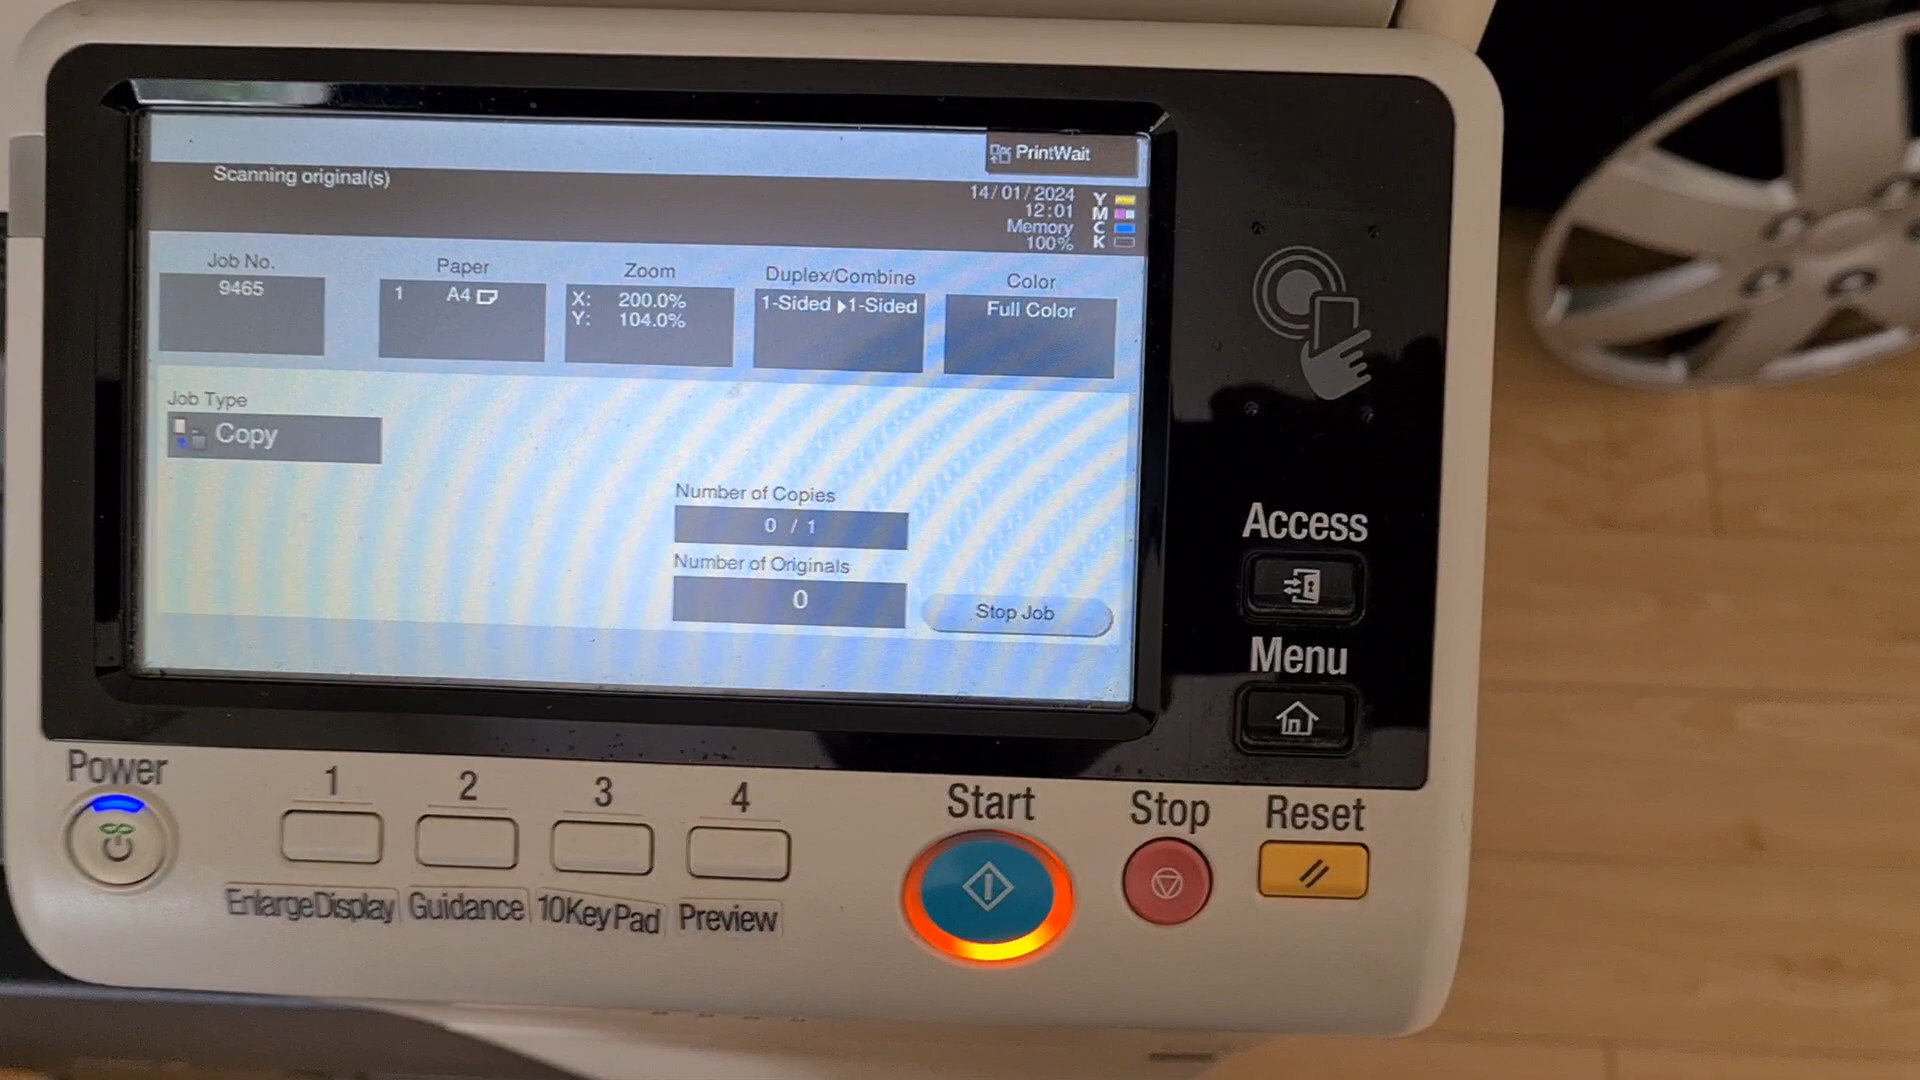 PrintWait
Scanning original(s)
14/01/2024
12:01
Memory
100%
Y
M
C
K
Job No.
9465
Paper
1 A4
Zoom
X: 200.0%
Y: 104.0%
Duplex/Combine
1-Sided ▶1-Sided
Color
Full Color
Job Type
Copy
Number of Copies
0 / 1
Number of Originals
0
Stop Job
Access
Menu
Power
1 2 3 4
Start Stop Reset
EnlargeDisplay Guidance 10KeyPad Preview